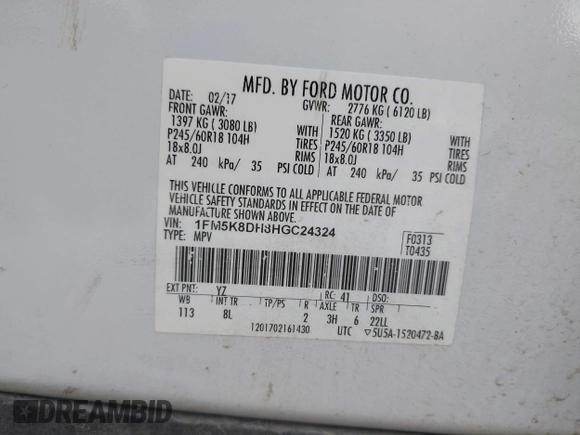 MFD. BY FORD MOTOR CO.
DATE: 02/17 GVWR: 2776 KG ( 6120 LB)
FRONT GAWR: REAR GAWR:
1397 KG ( 3080 LB) WITH 1520 KG ( 3350 LB) WITH
P245/60R18 104H TIRES P245/60R18 104H TIRES
18x8.0J RIMS 18x8.0J RIMS
AT 240 kPa/ 35 PSI COLD AT 240 kPa/ 35 PSI COLD
THIS VEHICLE CONFORMS TO ALL APPLICABLE FEDERAL MOTOR
VEHICLE SAFETY STANDARDS IN EFFECT ON THE DATE OF
MANUFACTURE SHOWN ABOVE.
VIN: 1FM5K8DH8HGC24324 F0313
TYPE: MPV T0435
EXT PNT: YZ RC: 41 DSO:
WB INT TR TP/PS R AXLE TR SPR
113 BL 2 3H 6 22LL
1201702161430 UTC ▽5U5A-1520472-BA
DREAMBID